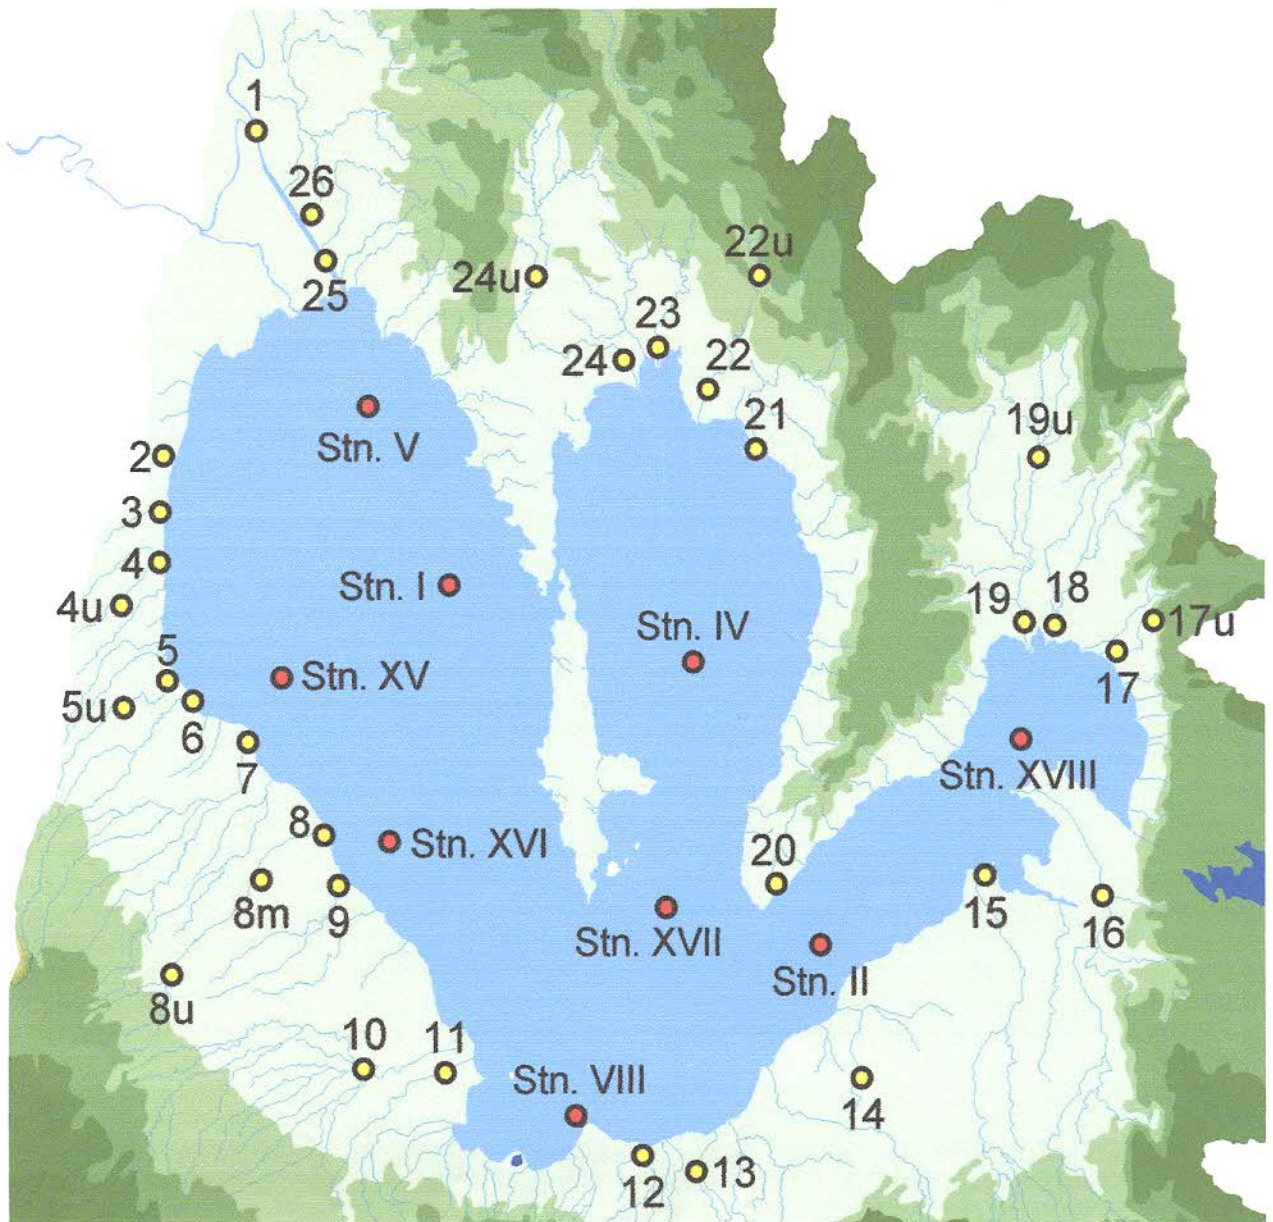 1
26
25
24u
22u
23
24
22
21
Stn. V
19u
2
3
4
4u
Stn. I
Stn. IV
19
18
17u
17
5
5u
6
Stn. XV
7
Stn. XVIII
8
Stn. XVI
20
8m
9
15
16
Stn. XVII
Stn. II
8u
10
11
Stn. VIII
14
12
13